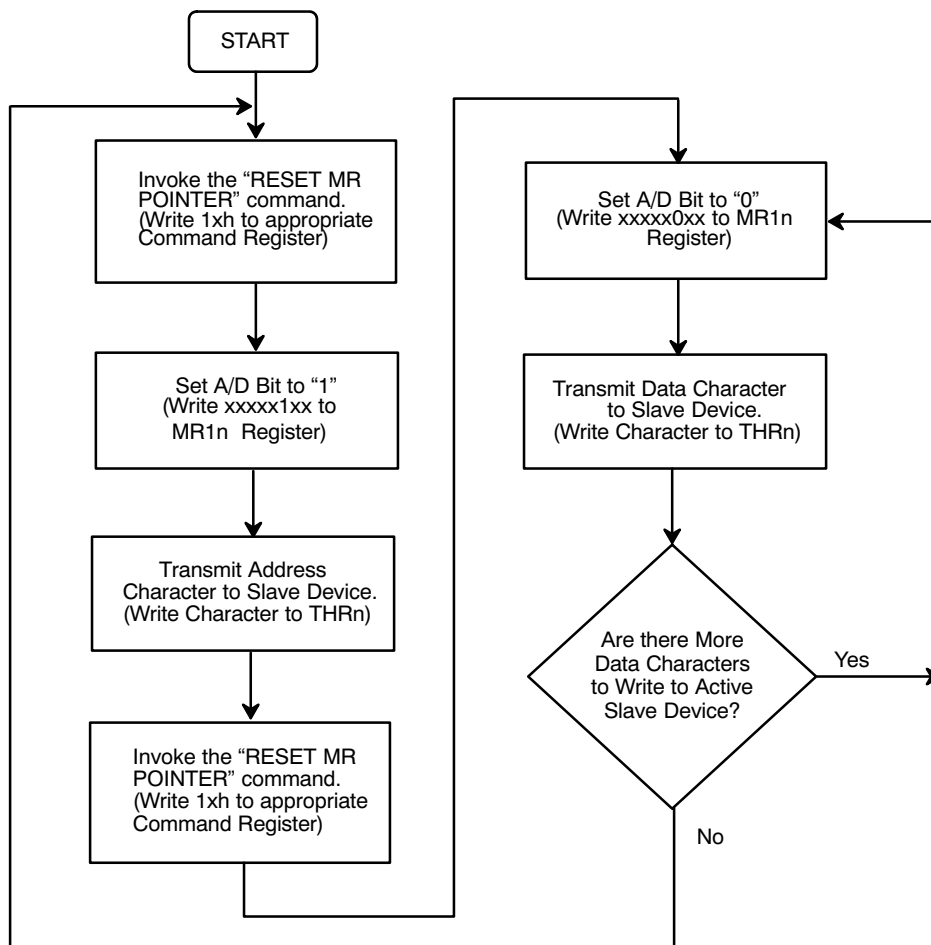 START
Invoke the “RESET MR
POINTER” command.
(Write 1xh to appropriate
Command Register)
Set A/D Bit to “1”
(Write xxxxx1xx to
MR1n Register)
Transmit Address
Character to Slave Device.
(Write Character to THRn)
Invoke the “RESET MR
POINTER” command.
(Write 1xh to appropriate
Command Register)
Set A/D Bit to “0”
(Write xxxxx0xx to MR1n
Register)
Transmit Data Character
to Slave Device.
(Write Character to THRn)
Are there More
Data Characters
to Write to Active
Slave Device?
Yes
No